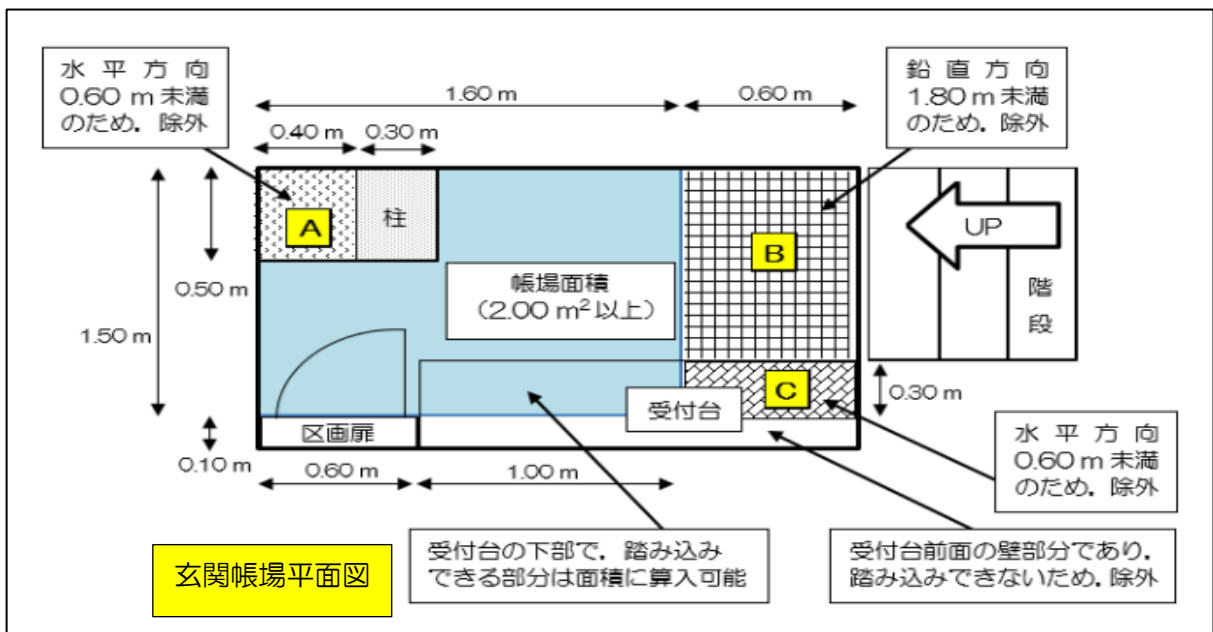 水平方向
0.60 m 未満
のため．除外
鉛直方向
1.80 m 未満
のため．除外
1.60 m
0.60 m
0.40 m
0.30 m
A
柱
B
UP
階
段
帳場面積
（2.00 m²以上）
0.50 m
1.50 m
C
0.30 m
受付台
区画扉
0.10 m
0.60 m
1.00 m
水平方向
0.60 m 未満
のため．除外
玄関帳場平面図
受付台の下部で．踏み込み
できる部分は面積に算入可能
受付台前面の壁部分であり．
踏み込みできないため．除外